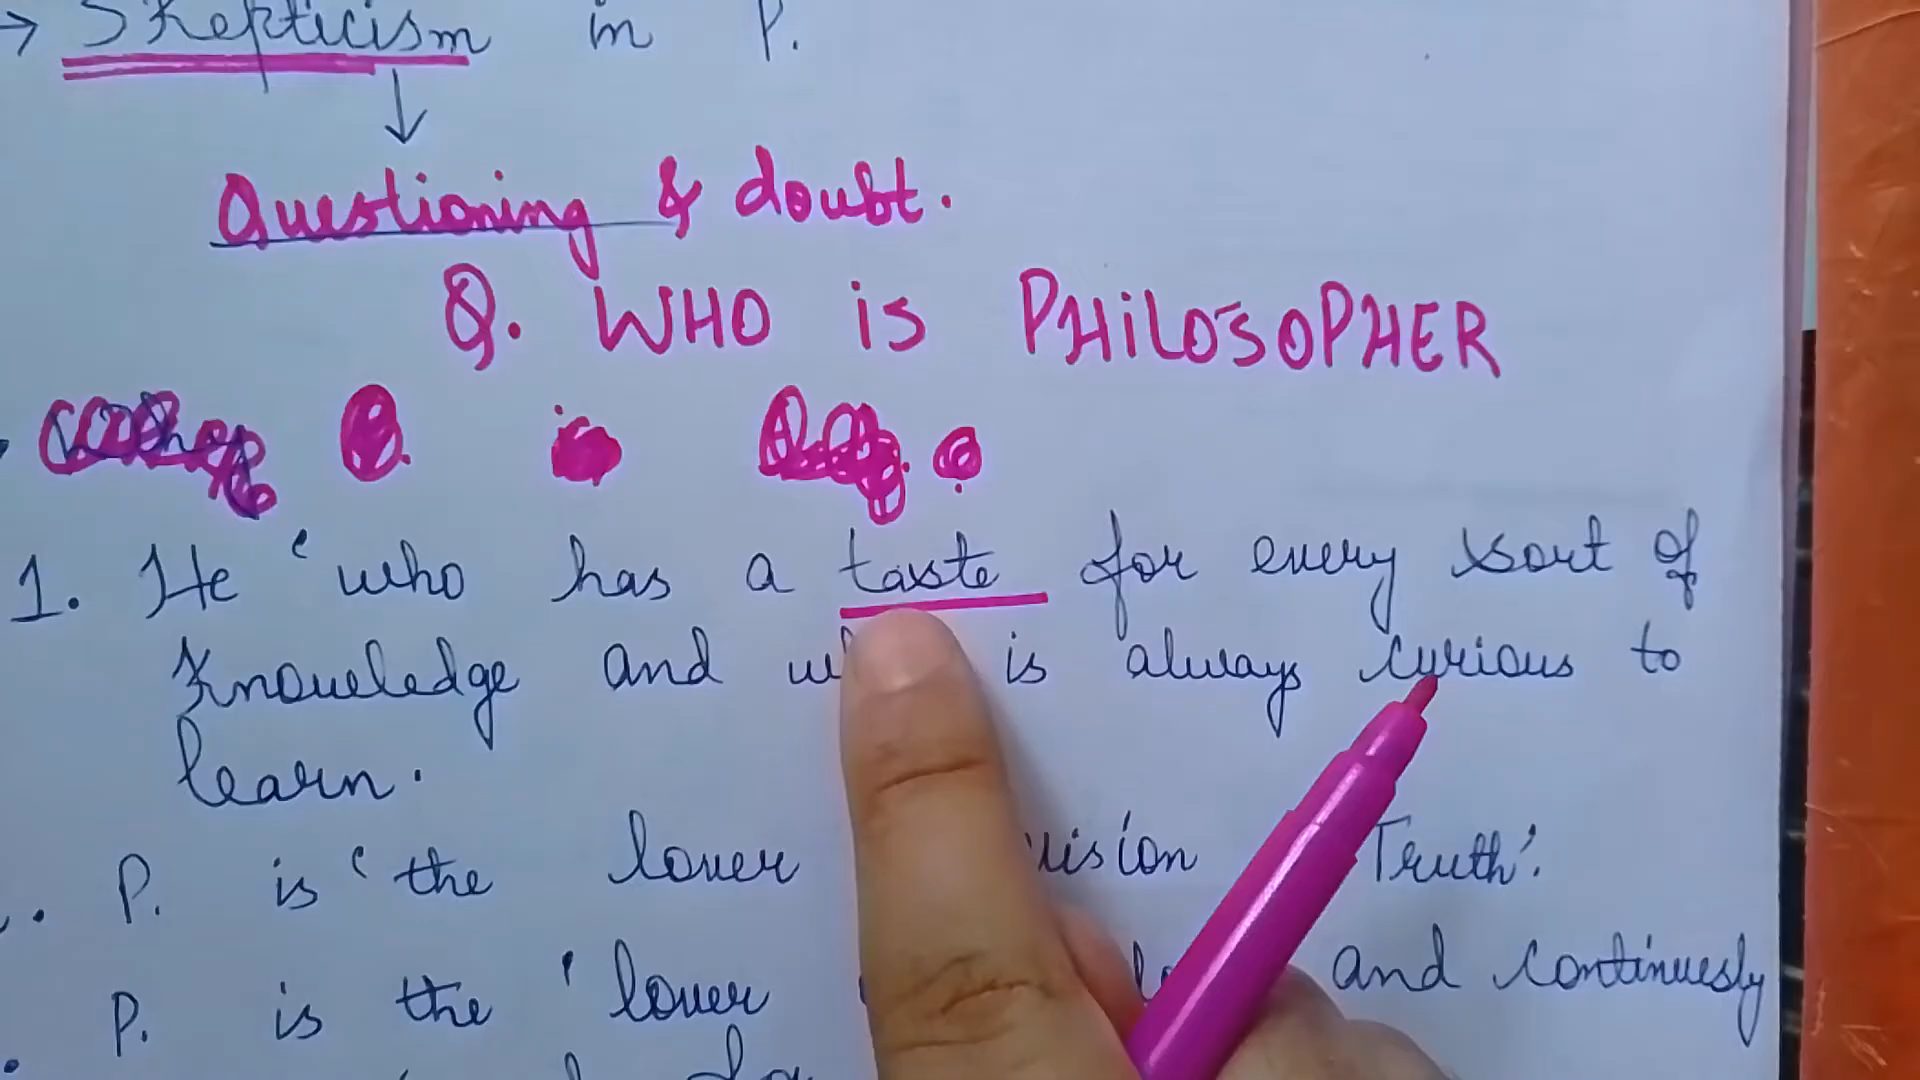 → Skepticism in P.
↓
Questioning & doubt.
Q. WHO is PHiLOSOPHER
1. He 'who has a taste for every sort of
Knowledge and is always curious to
learn.
P. is 'the lover vision Truth'.
P. is the 'lover and continuesly